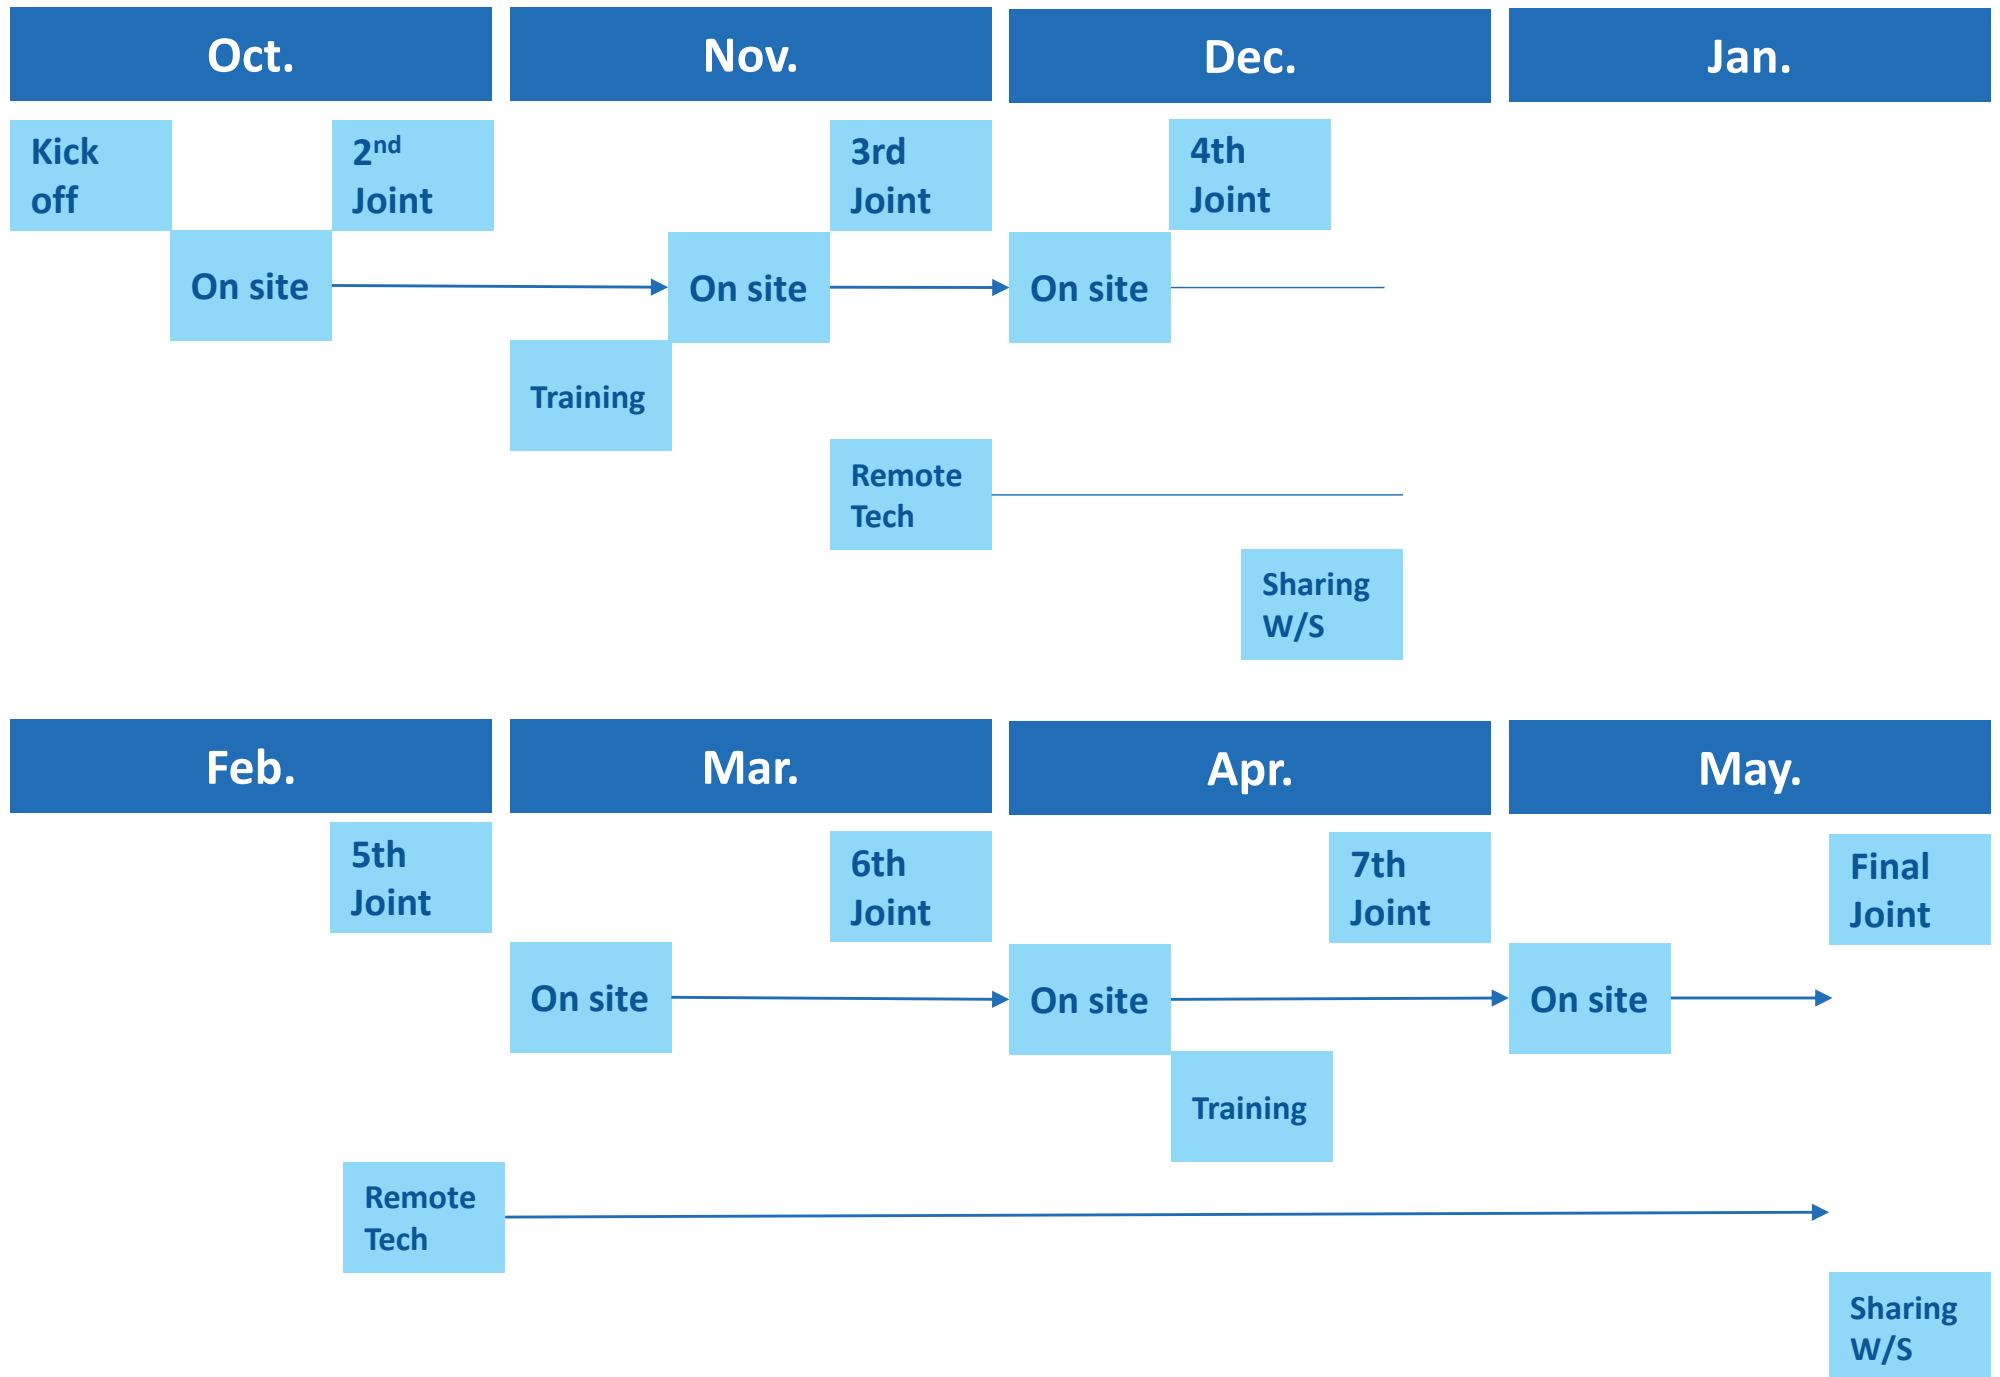 Oct.
Nov.
Dec.
Jan.
Kick
off
2nd
Joint
3rd
Joint
4th
Joint
On site
On site
On site
Training
Remote
Tech
Sharing
W/S
Feb.
Mar.
Apr.
May.
5th
Joint
6th
Joint
7th
Joint
Final
Joint
On site
On site
On site
Training
Remote
Tech
Sharing
W/S